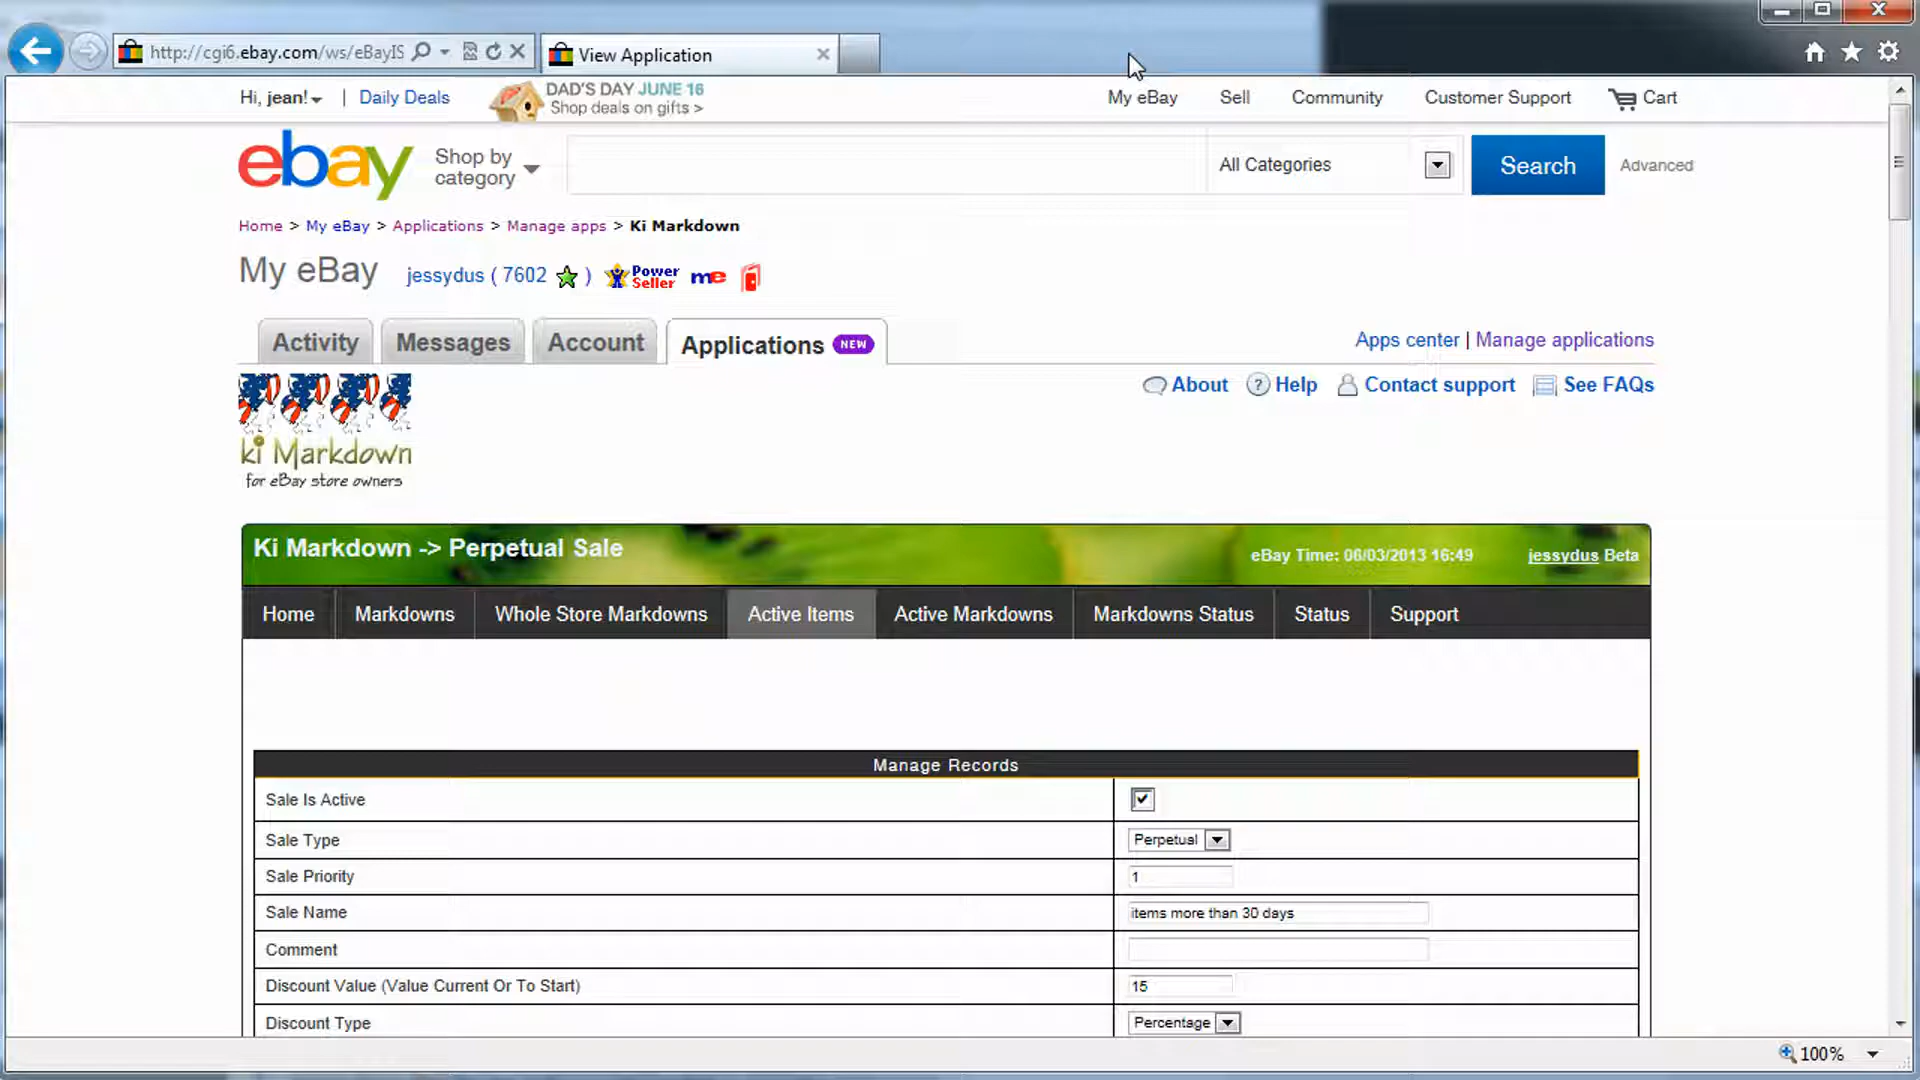 http://cgi6.ebay.com/ws/eBayIS
View Application
Hi, jean!
| Daily Deals
DAD'S DAY JUNE 16
Shop deals on gifts >
My eBay
Sell
Community
Customer Support
Cart
ebay
Shop by category
All Categories
Search
Advanced
Home > My eBay > Applications > Manage apps > Ki Markdown
My eBay
jessydus ( 7602 )
Power Seller
me
Activity
Messages
Account
Applications NEW
Apps center | Manage applications
ki Markdown
for eBay store owners
About
? Help
Contact support
See FAQs
Ki Markdown -> Perpetual Sale
eBay Time: 06/03/2013 16:49
jessydus Beta
Home
Markdowns
Whole Store Markdowns
Active Items
Active Markdowns
Markdowns Status
Status
Support
Manage Records
Sale Is Active
Sale Type Perpetual
Sale Priority 1
Sale Name items more than 30 days
Comment
Discount Value (Value Current Or To Start) 15
Discount Type Percentage
100%